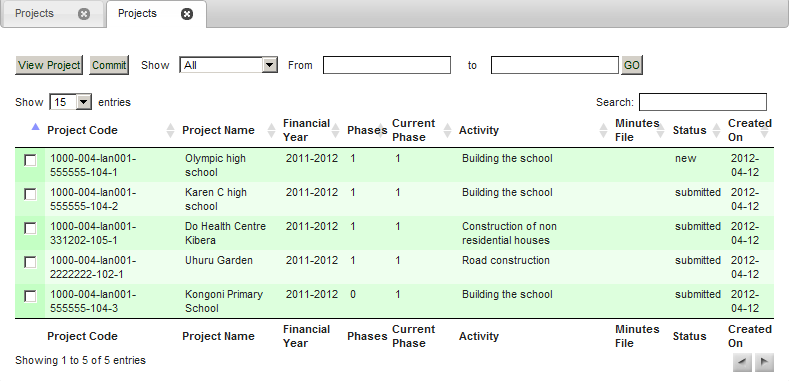 Projects Projects
View Project Commit Show All From to GO
Show 15 entries Search:
Project Code Project Name Financial Year Phases Current Phase Activity Minutes File Status Created On
1000-004-lan001-555555-104-1 Olympic high school 2011-2012 1 1 Building the school new 2012-04-12
1000-004-lan001-555555-104-2 Karen C high school 2011-2012 1 1 Building the school submitted 2012-04-12
1000-004-lan001-331202-105-1 Do Health Centre Kibera 2011-2012 1 1 Construction of non residential houses submitted 2012-04-12
1000-004-lan001-2222222-102-1 Uhuru Garden 2011-2012 1 1 Road construction submitted 2012-04-12
1000-004-lan001-555555-104-3 Kongoni Primary School 2011-2012 0 1 Building the school submitted 2012-04-12
Project Code Project Name Financial Year Phases Current Phase Activity Minutes File Status Created On
Showing 1 to 5 of 5 entries